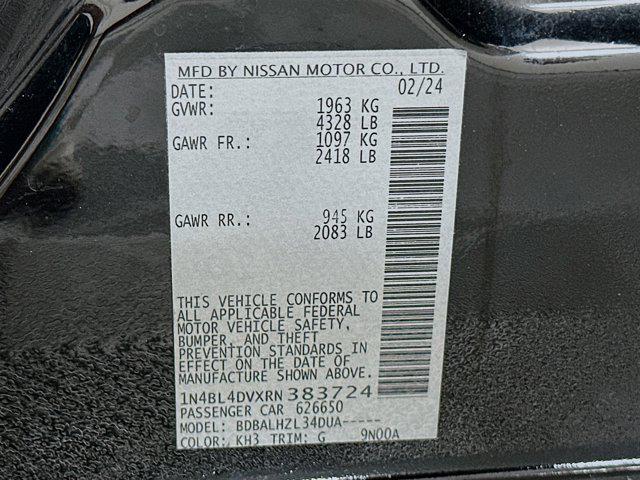 MFD BY NISSAN MOTOR CO., LTD.
DATE: 02/24
GVWR: 1963 KG
4328 LB
GAWR FR.: 1097 KG
2418 LB
GAWR RR.: 945 KG
2083 LB
THIS VEHICLE CONFORMS TO
ALL APPLICABLE FEDERAL
MOTOR VEHICLE SAFETY,
BUMPER, AND THEFT
PREVENTION STANDARDS IN
EFFECT ON THE DATE OF
MANUFACTURE SHOWN ABOVE.
1N4BL4DVXRN383724
PASSENGER CAR 626650
MODEL: BDBALHZL34DUA-----
COLOR: KH3 TRIM: G 9N00A